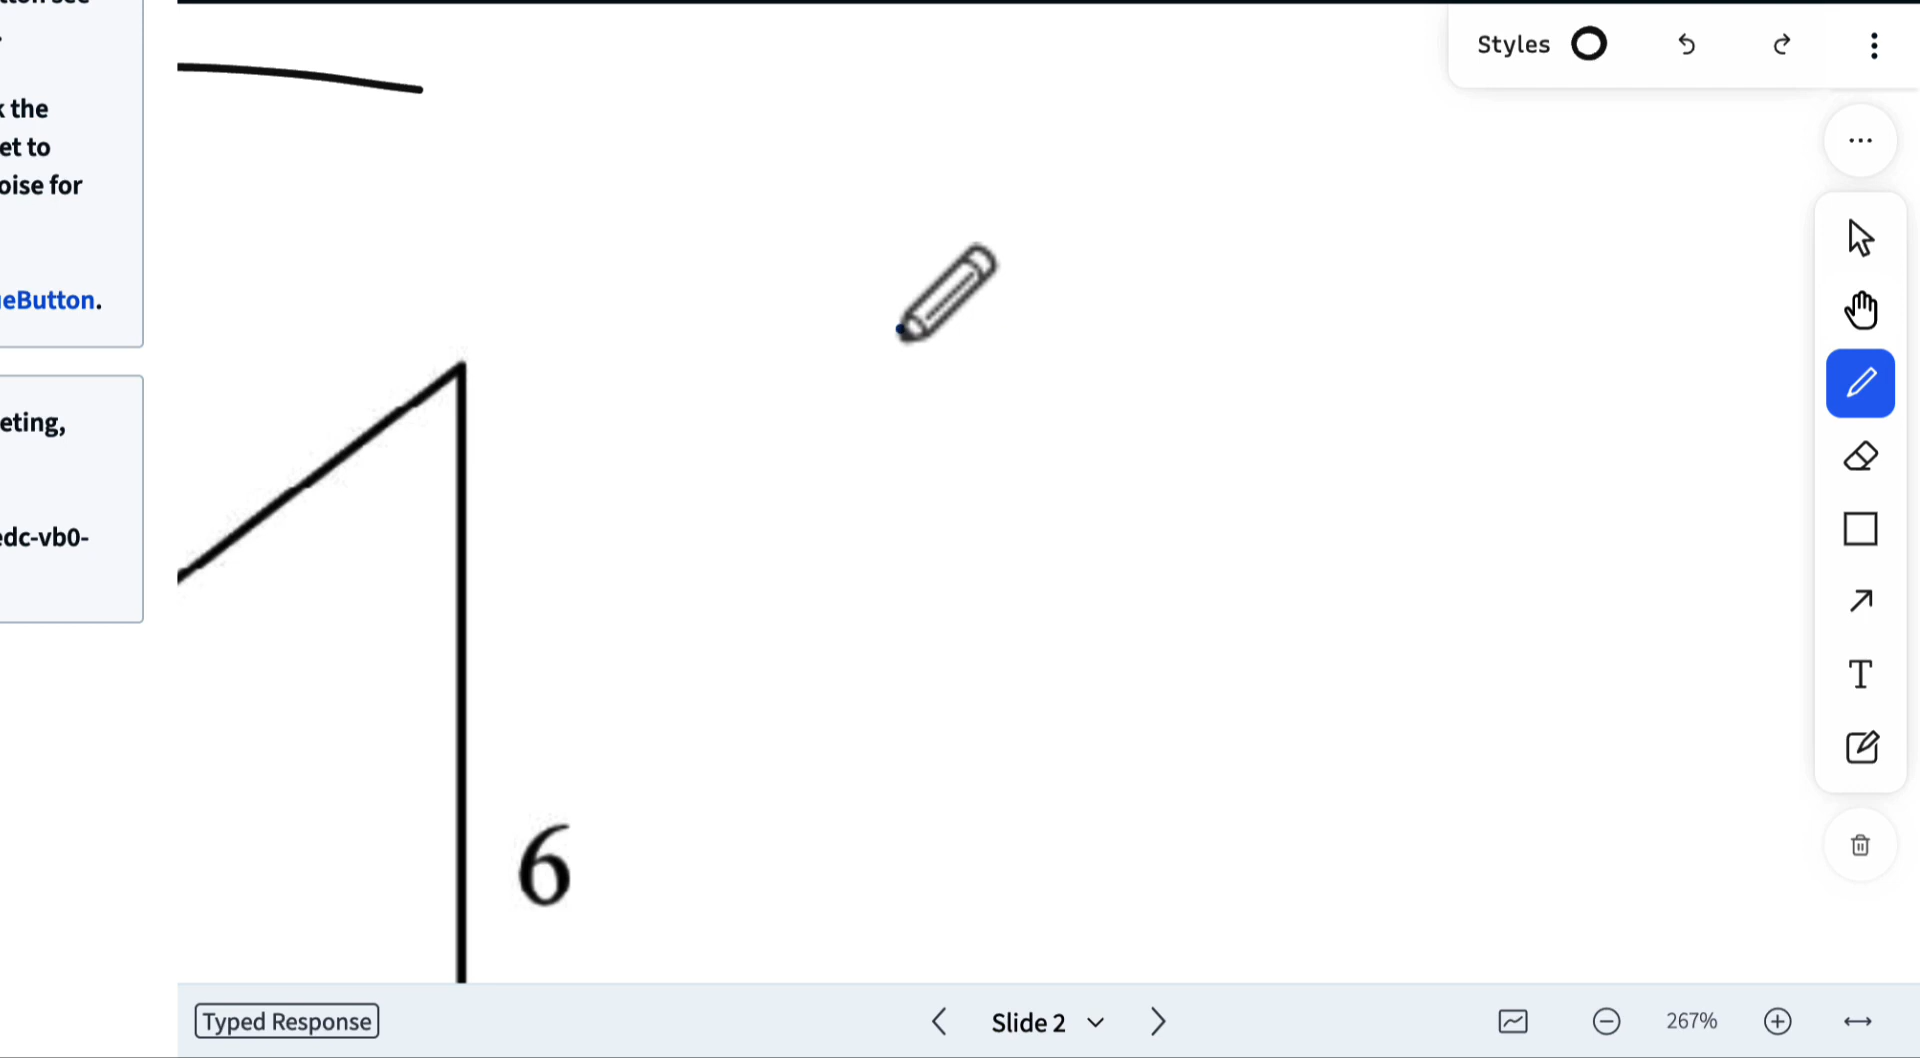 Styles
k the
et to
oise for
eButton.
eting,
edc-vb0-
T
6
Typed Response
Slide 2
267%